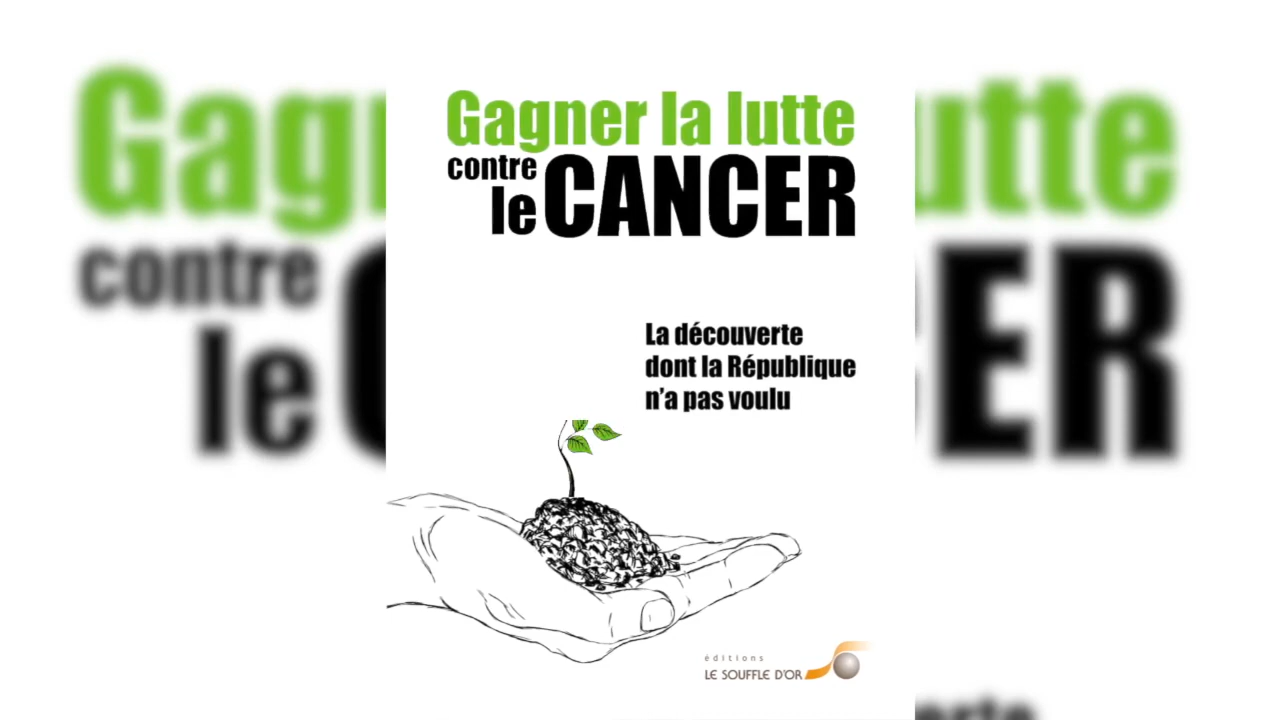 Gagner la lutte
contre
le CANCER
La découverte
dont la République
n'a pas voulu
éditions
LE SOUFFLE D'OR